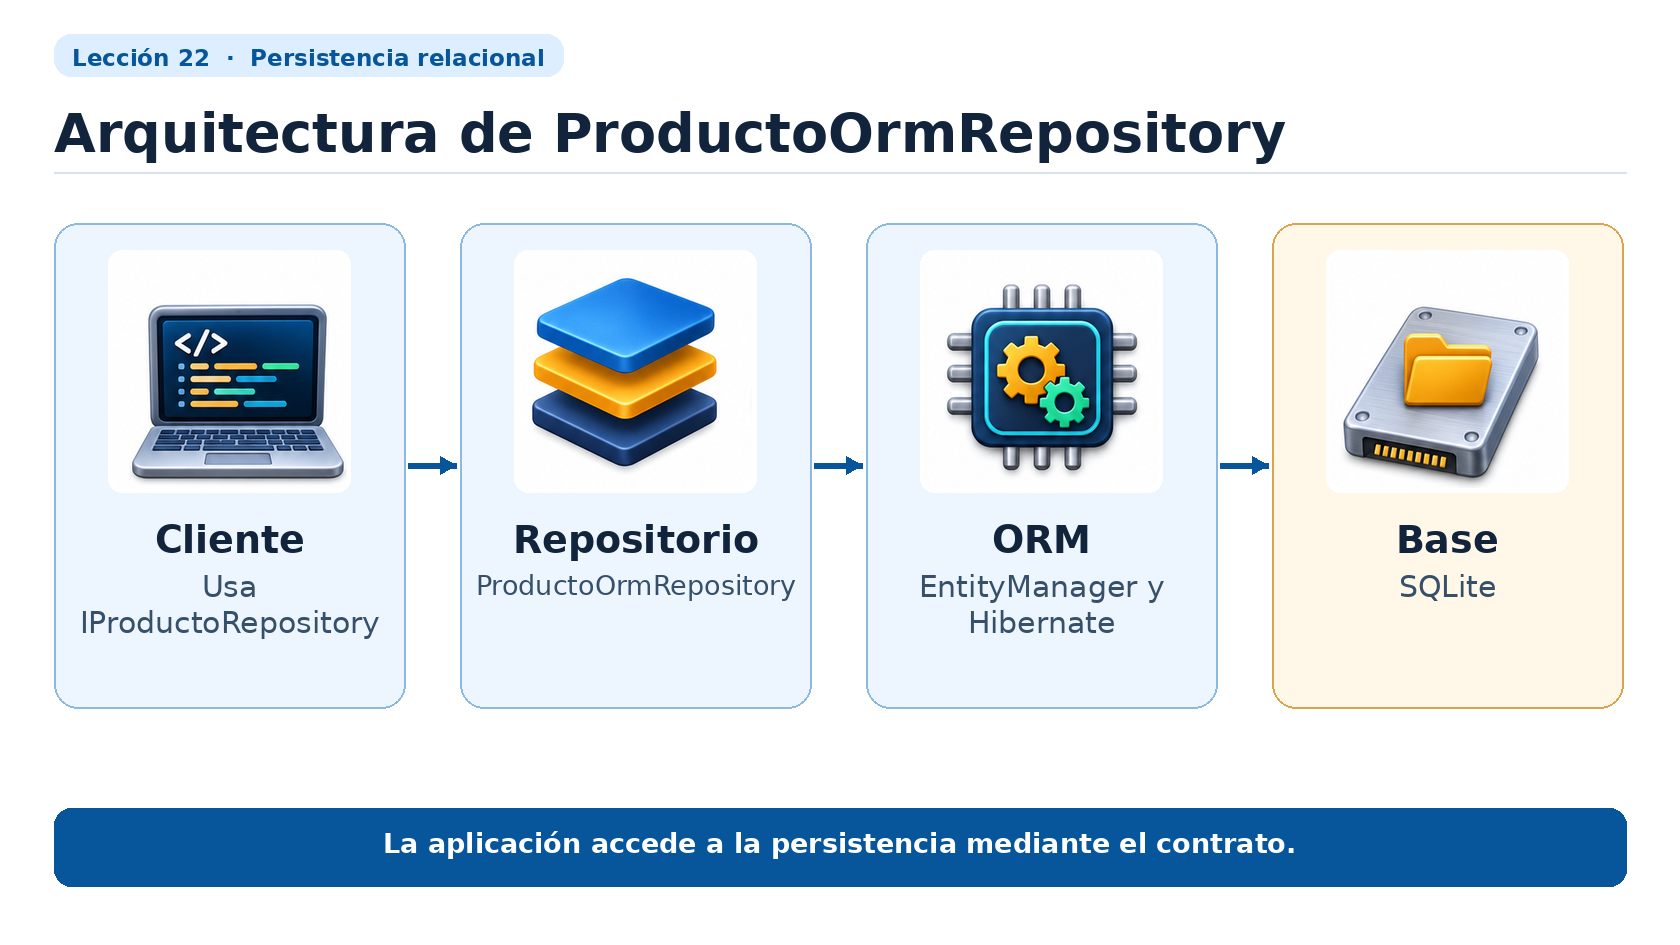 Lección 22 · Persistencia relacional
Arquitectura de ProductoOrmRepository
</>
Cliente
Usa
IProductoRepository
Repositorio
ProductoOrmRepository
ORM
EntityManager y
Hibernate
Base
SQLite
La aplicación accede a la persistencia mediante el contrato.